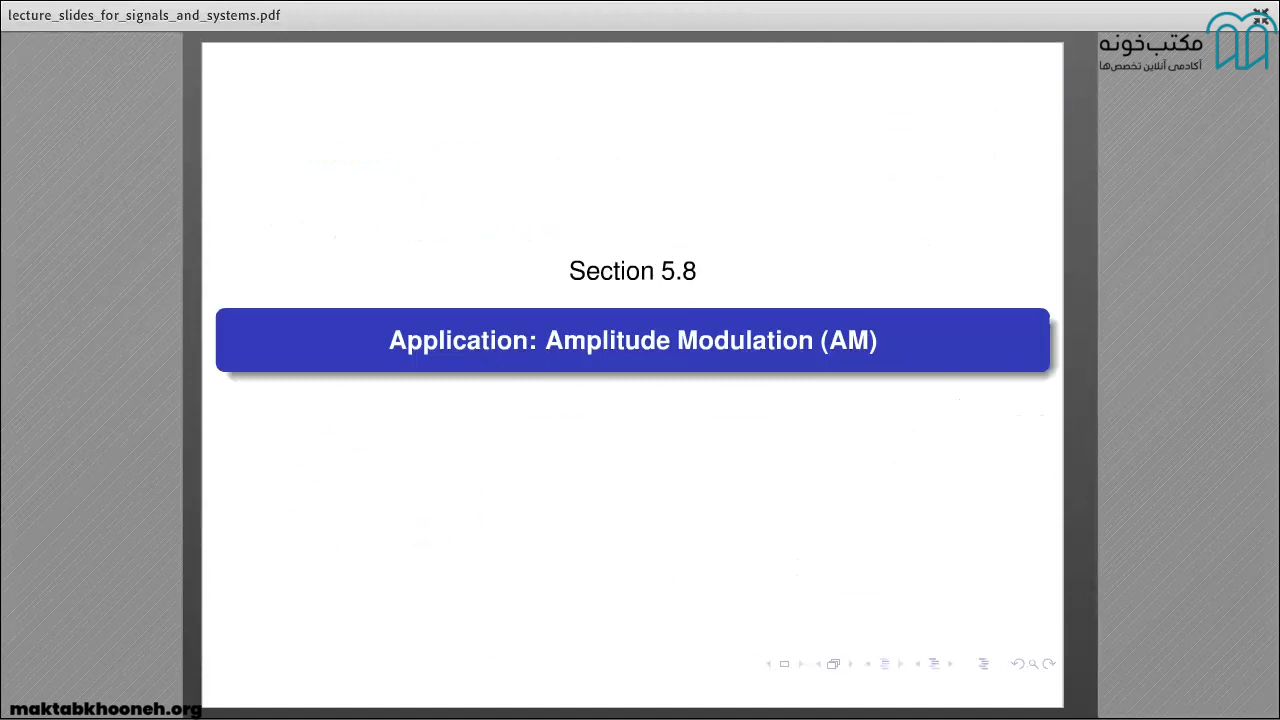 lecture_slides_for_signals_and_systems.pdf
مکتب‌خونه
آکادمی آنلاین تخصص‌ها
Section 5.8
Application: Amplitude Modulation (AM)
maktabkhooneh.org